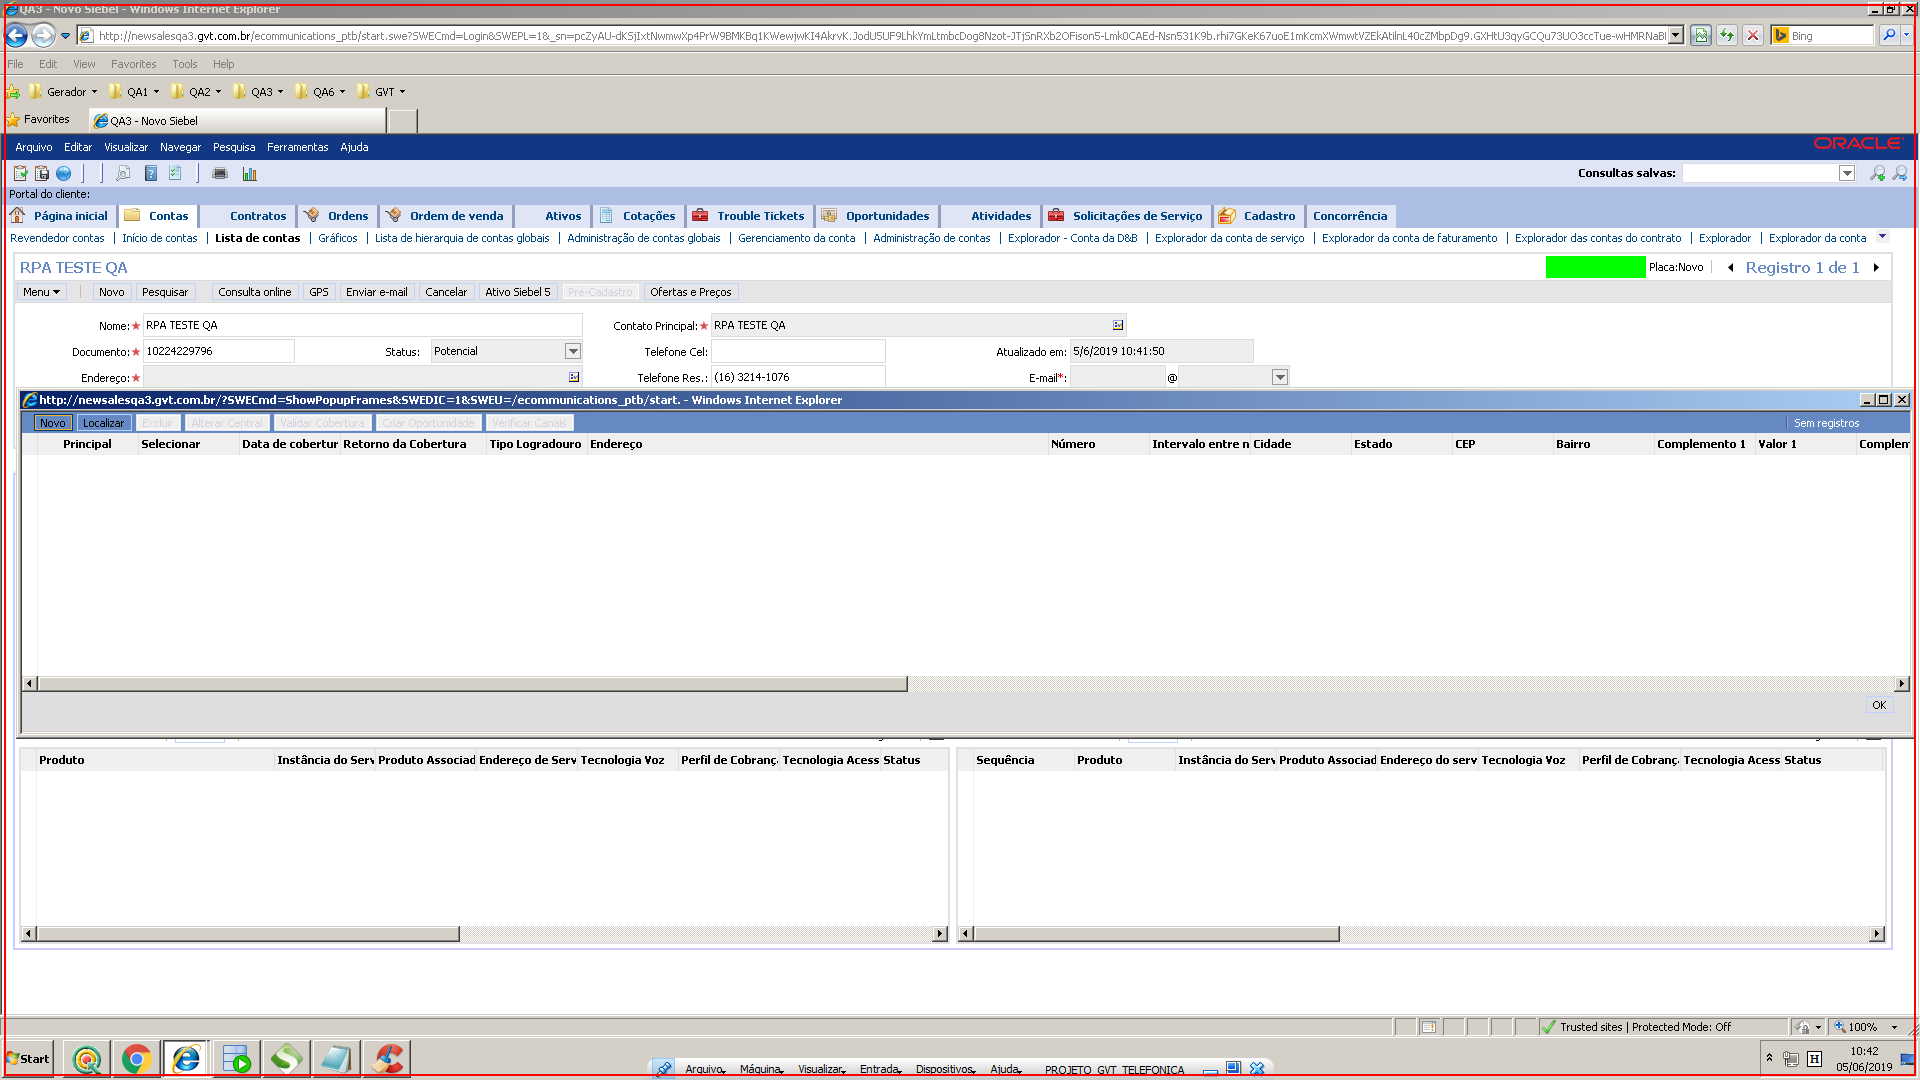 QA3 - Novo Siebel - Windows Internet Explorer
http://newsalesqa3.gvt.com.br/ecommunications_ptb/start.swe?SWECmd=Login&SWEPL=1&_sn=
Bing
File Edit View Favorites Tools Help
Gerador QA1 QA2 QA3 QA6 GVT
Favorites QA3 - Novo Siebel
Arquivo Editar Visualizar Navegar Pesquisa Ferramentas Ajuda ORACLE
Consultas salvas:
Portal do cliente:
Página inicial Contas Contratos Ordens Ordem de venda Ativos Cotações Trouble Tickets Oportunidades Atividades Solicitações de Serviço Cadastro Concorrência
Revendedor contas | Início de contas | Lista de contas | Gráficos | Lista de hierarquia de contas globais | Administração de contas globais | Gerenciamento da conta | Administração de contas | Explorador - Conta da D&B | Explorador da conta de serviço | Explorador da conta de faturamento | Explorador das contas do contrato | Explorador | Explorador da conta
RPA TESTE QA Placa:Novo Registro 1 de 1
Menu Novo Pesquisar Consulta online GPS Enviar e-mail Cancelar Ativo Siebel 5 Pré-Cadastro Ofertas e Preços
Nome:★ RPA TESTE QA Contato Principal:★ RPA TESTE QA
Documento:★ 10224229796 Status: Potencial Telefone Cel: Atualizado em: 5/6/2019 10:41:50
Endereço:★ Telefone Res.: (16) 3214-1076 E-mail*: @
http://newsalesqa3.gvt.com.br/?SWECmd=ShowPopupFrames&SWEDIC=1&SWEU=/ecommunications_ptb/start. - Windows Internet Explorer
Novo Localizar Excluir Alterar Central Validar Cobertura Criar Oportunidade Verificar Canais Sem registros
Principal Selecionar Data de cobertur Retorno da Cobertura Tipo Logradouro Endereço Número Intervalo entre n Cidade Estado CEP Bairro Complemento 1 Valor 1 Complem
OK
Produto Instância do Serv Produto Associad Endereço de Serv Tecnologia Voz Perfil de Cobranç Tecnologia Acess Status
Sequência Produto Instância do Serv Produto Associad Endereço do serv Tecnologia Voz Perfil de Cobranç Tecnologia Acess Status
Trusted sites | Protected Mode: Off 100%
Start
Arquivo Máquina Visualizar Entrada Dispositivos Ajuda PROJETO_GVT_TELEFONICA
H
10:42
05/06/2019